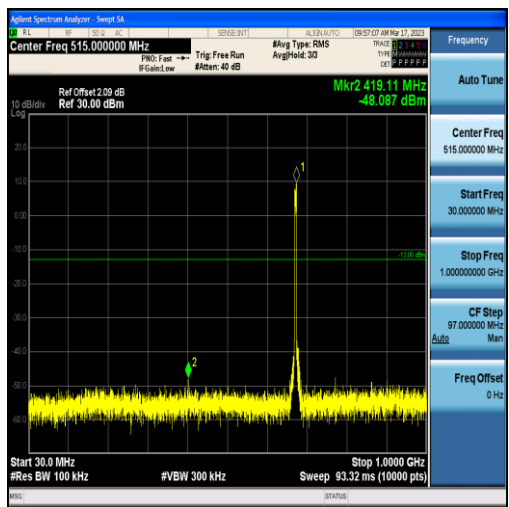 Agilent Spectrum Analyzer - Swept SA
RL RF 50 Ω AC SENSE:INT ALIGN AUTO 09:57:07 AM Mar 17, 2023
Center Freq 515.000000 MHz
PNO: Fast
IFGain:Low
Trig: Free Run
#Atten: 40 dB
#Avg Type: RMS
Avg|Hold: 3/3
TRACE 1 2 3 4 5 6
TYPE
DET P P P P P P
Mkr2 419.11 MHz
-48.087 dBm
Ref Offset 2.09 dB
10 dB/div Ref 30.00 dBm
Log
20.0
10.0
0.00
-10.0
-20.0
-30.0
-40.0
-50.0
-60.0
1
-13.00 dBm
2
Start 30.0 MHz Stop 1.0000 GHz
#Res BW 100 kHz #VBW 300 kHz Sweep 93.32 ms (10000 pts)
MSG STATUS
Frequency
Auto Tune
Center Freq
515.000000 MHz
Start Freq
30.000000 MHz
Stop Freq
1.000000000 GHz
CF Step
97.000000 MHz
Auto Man
Freq Offset
0 Hz